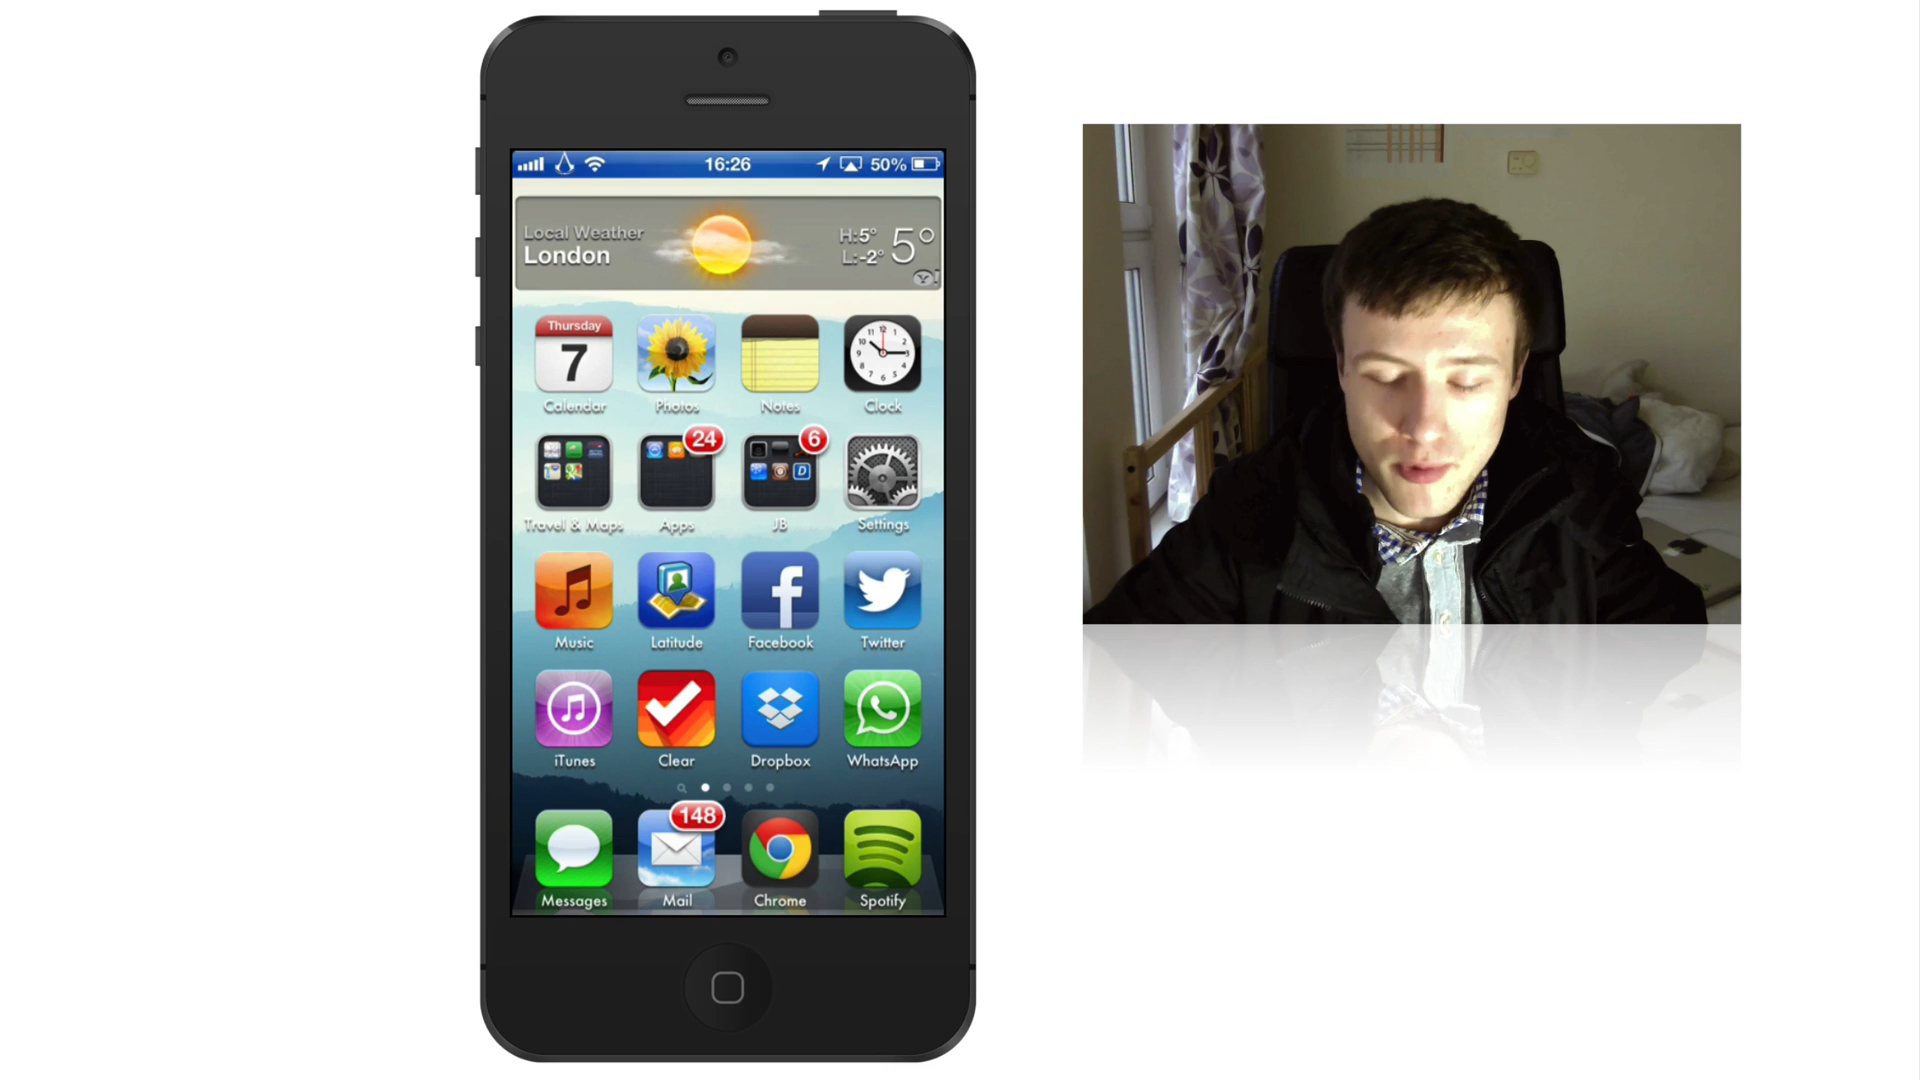 16:26
50%
Local Weather
London
H:5°
L:-2°
5°
Y!
Thursday
7
Calendar
Photos
Notes
Clock
24
6
D
Travel & Maps
Apps
JB
Settings
Music
Latitude
Facebook
Twitter
iTunes
Clear
Dropbox
WhatsApp
148
Messages
Mail
Chrome
Spotify